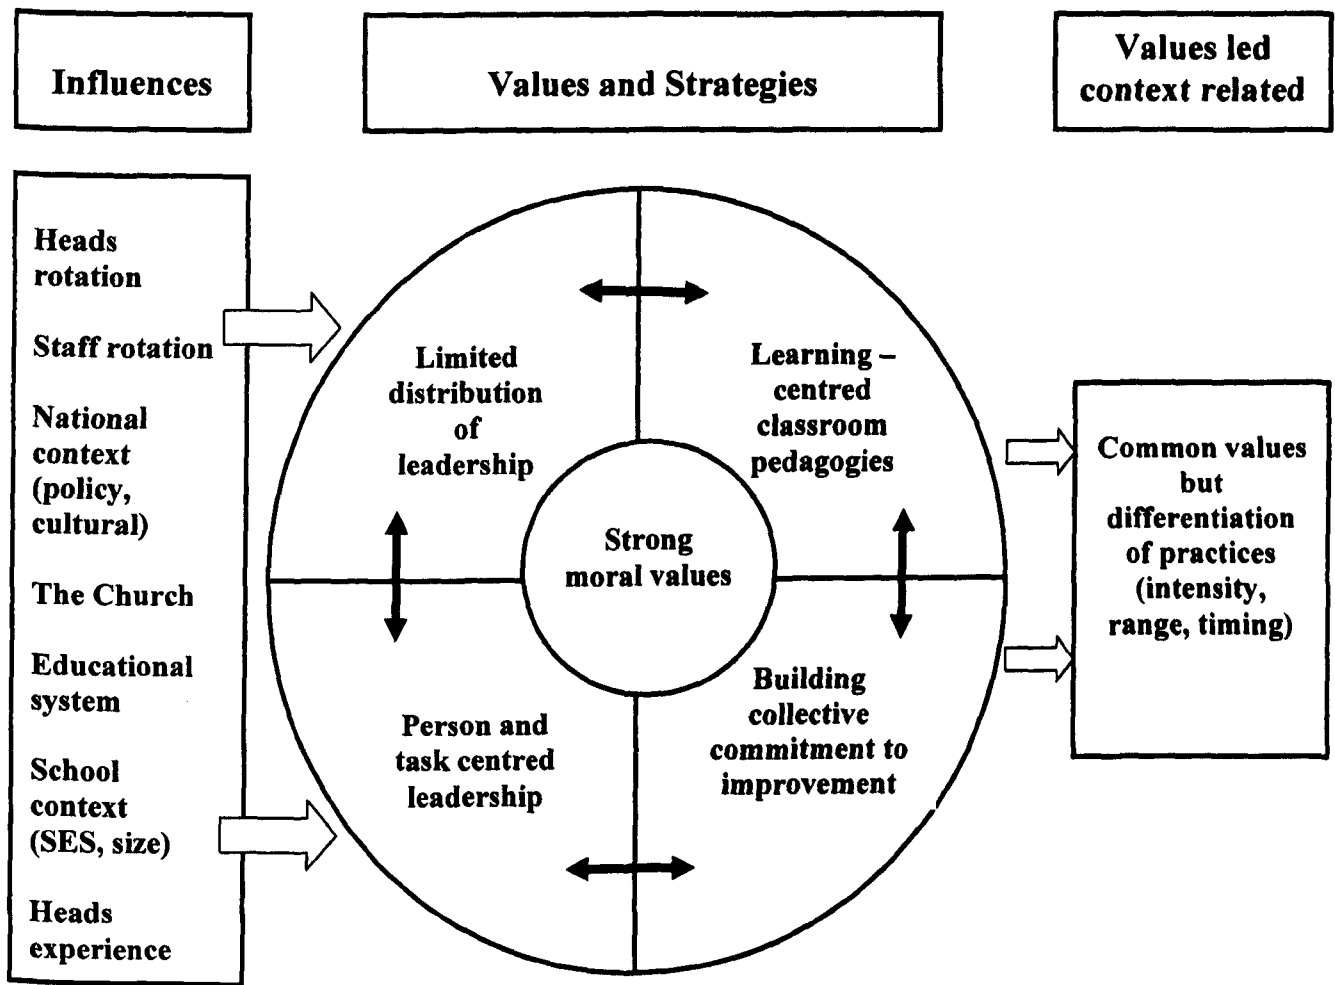 Influences
Values and Strategies
Values led
context related
Heads
rotation
Staff rotation
National
context
(policy,
cultural)
The Church
Educational
system
School
context
(SES, size)
Heads
experience
Limited
distribution
of
leadership
Learning –
centred
classroom
pedagogies
Strong
moral values
Person and
task centred
leadership
Building
collective
commitment to
improvement
Common values
but
differentiation
of practices
(intensity,
range, timing)